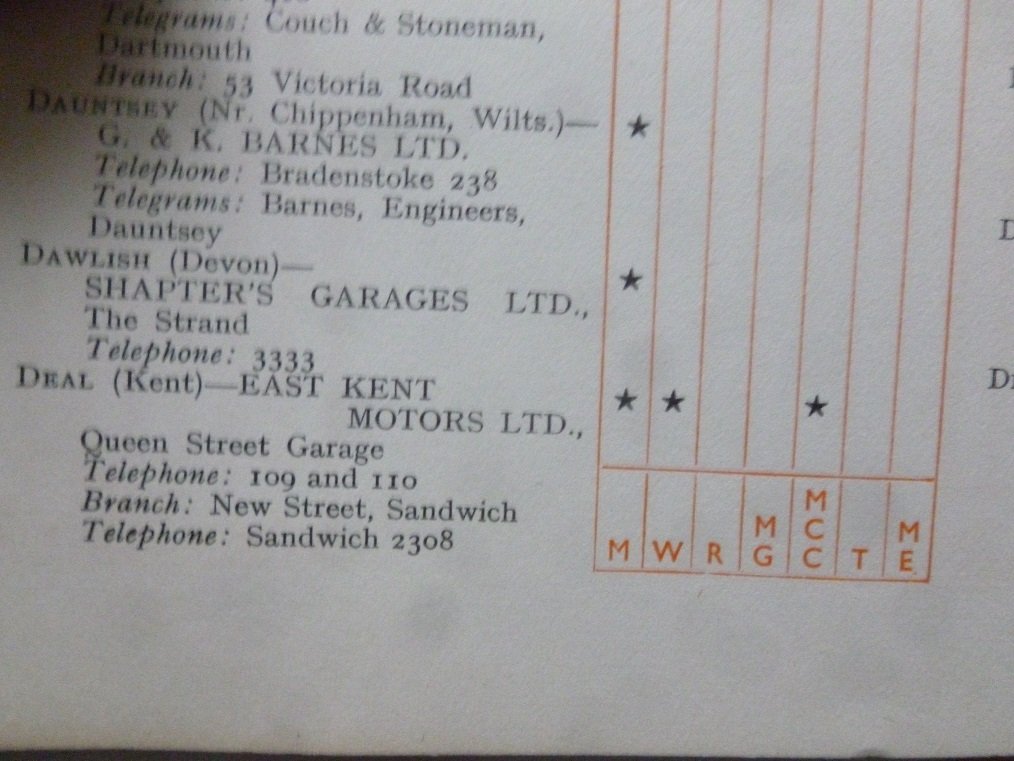 Telegrams: Couch & Stoneman,
Dartmouth
Branch: 53 Victoria Road
DAUNTSEY (Nr. Chippenham, Wilts.)— ★
G. & K. BARNES LTD.
Telephone: Bradenstoke 238
Telegrams: Barnes, Engineers,
Dauntsey
DAWLISH (Devon)— ★
SHAPTER'S GARAGES LTD.,
The Strand
Telephone: 3333
DEAL (Kent)—EAST KENT ★ ★ ★
MOTORS LTD.,
Queen Street Garage
Telephone: 109 and 110
Branch: New Street, Sandwich
Telephone: Sandwich 2308
M W R MG MCC T ME